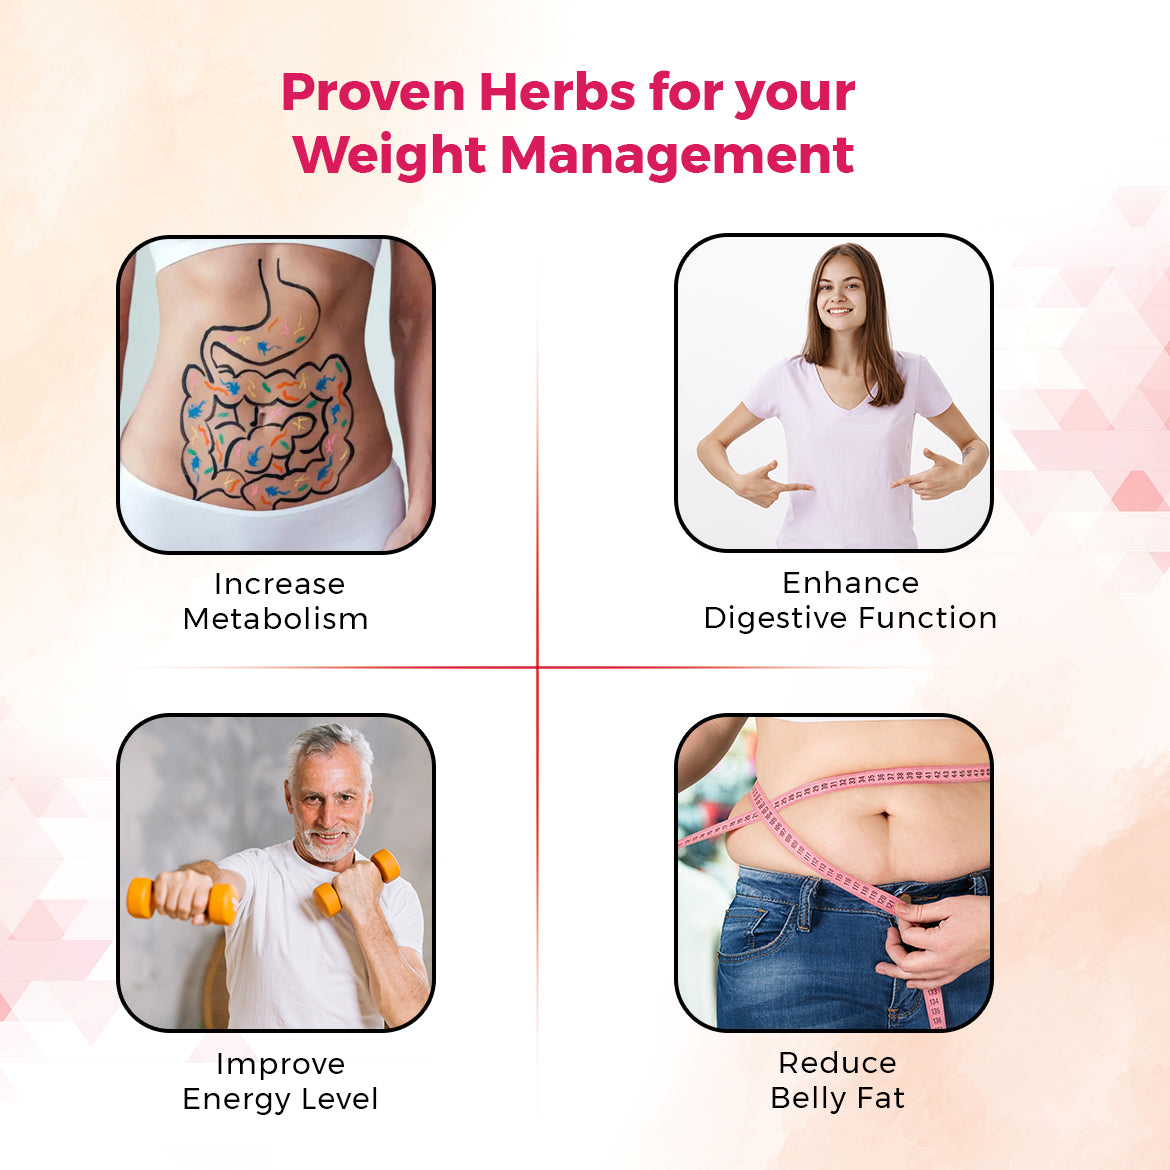 Proven Herbs for your
Weight Management
Increase
Metabolism
Enhance
Digestive Function
Improve
Energy Level
Reduce
Belly Fat